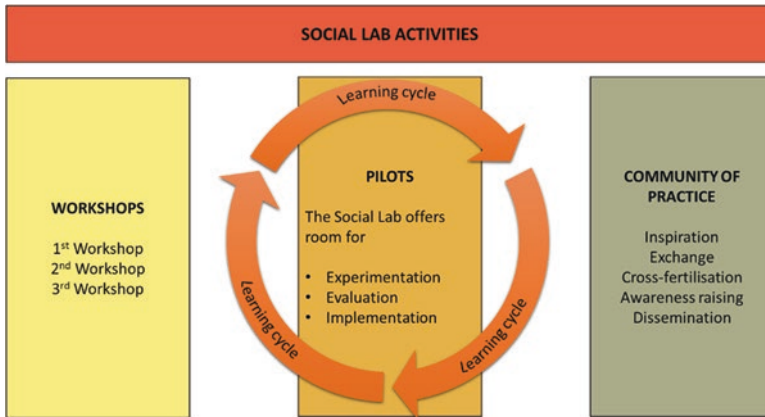 SOCIAL LAB ACTIVITIES
WORKSHOPS
1st Workshop
2nd Workshop
3rd Workshop
Learning cycle
Learning cycle
Learning cycle
PILOTS
The Social Lab offers
room for
• Experimentation
• Evaluation
• Implementation
COMMUNITY OF
PRACTICE
Inspiration
Exchange
Cross-fertilisation
Awareness raising
Dissemination